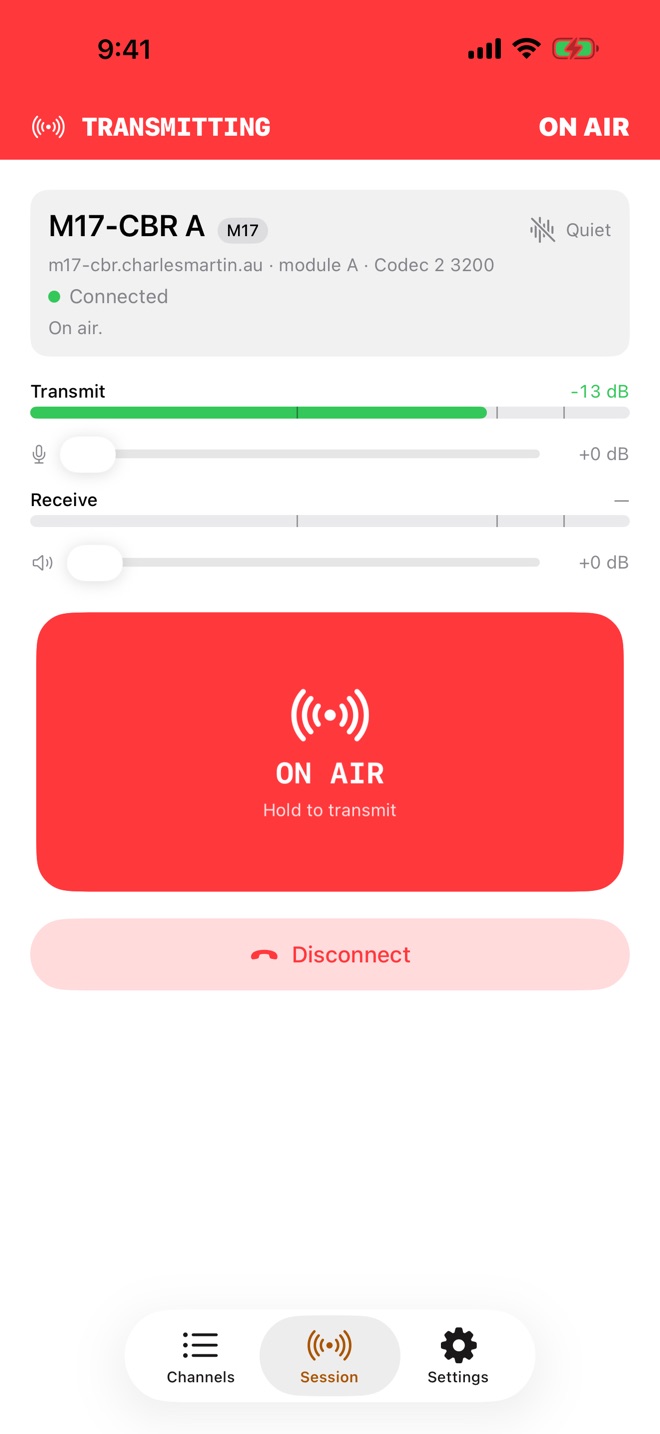 9:41
TRANSMITTING ON AIR
M17-CBR A M17 Quiet
m17-cbr.charlesmartin.au · module A · Codec 2 3200
Connected
On air.
Transmit -13 dB
+0 dB
Receive —
+0 dB
ON AIR
Hold to transmit
Disconnect
Channels Session Settings